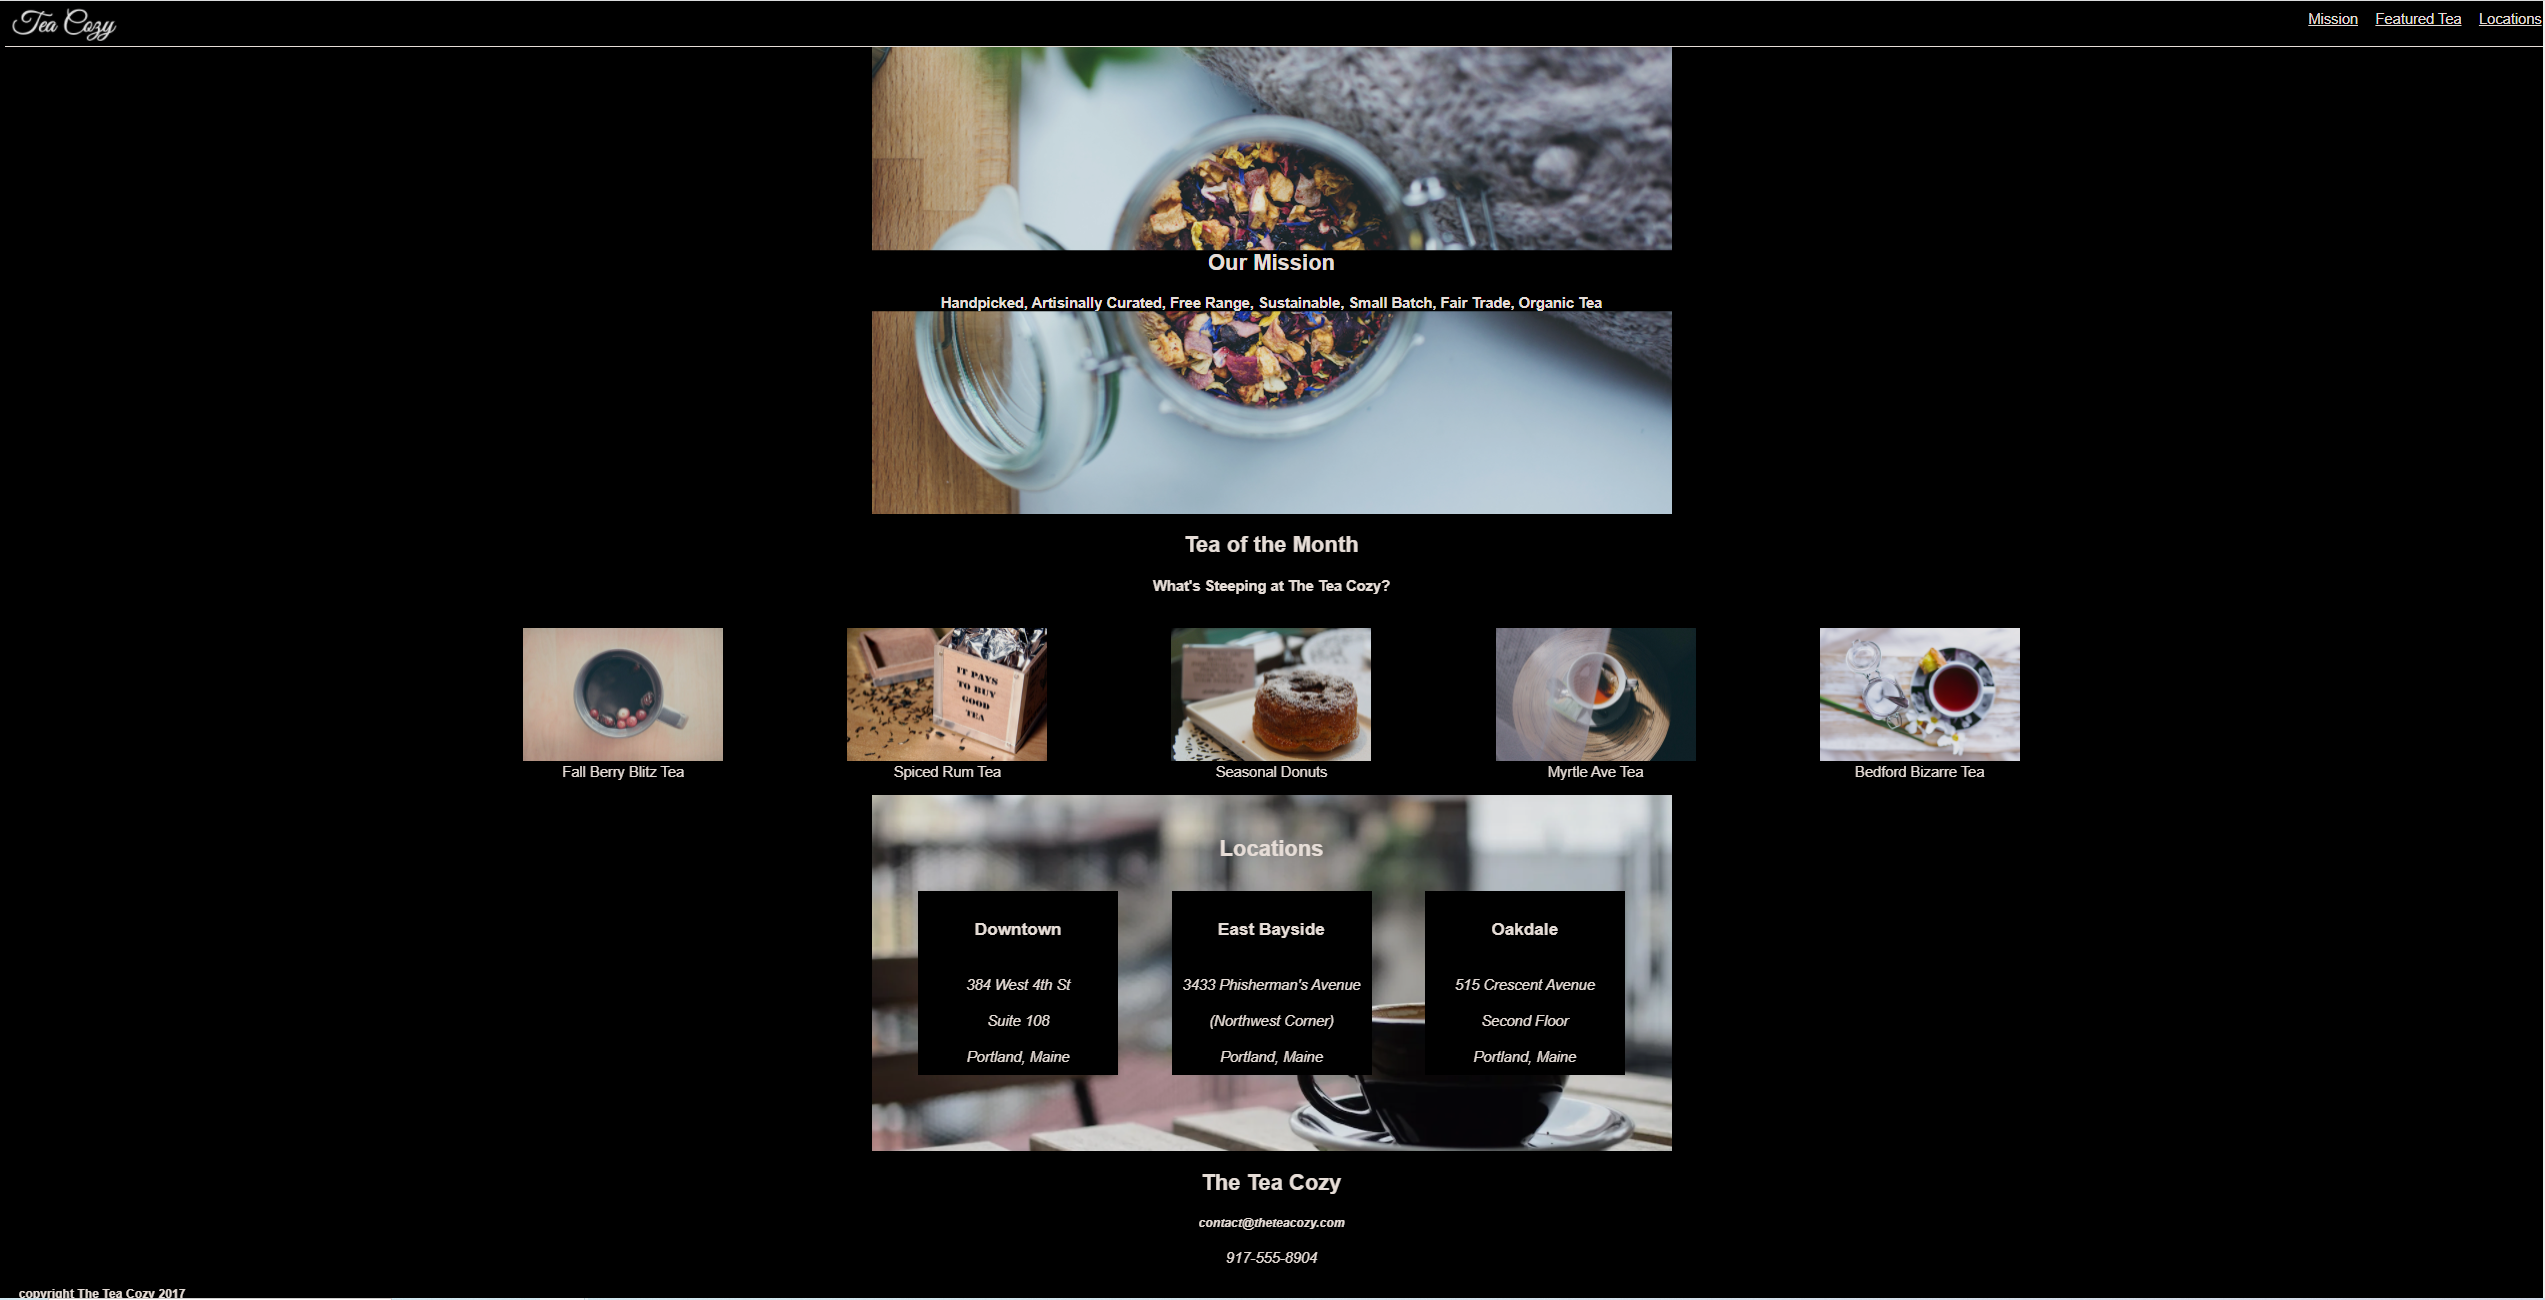 Tea Cozy
Mission Featured Tea Locations
Our Mission
Handpicked, Artisinally Curated, Free Range, Sustainable, Small Batch, Fair Trade, Organic Tea
Tea of the Month
What's Steeping at The Tea Cozy?
IT PAYS
TO BUY
GOOD
TEA
Fall Berry Blitz Tea
Spiced Rum Tea
Seasonal Donuts
Myrtle Ave Tea
Bedford Bizarre Tea
Locations
Downtown
384 West 4th St
Suite 108
Portland, Maine
East Bayside
3433 Phisherman's Avenue
(Northwest Corner)
Portland, Maine
Oakdale
515 Crescent Avenue
Second Floor
Portland, Maine
The Tea Cozy
contact@theteacozy.com
917-555-8904
copyright The Tea Cozy 2017